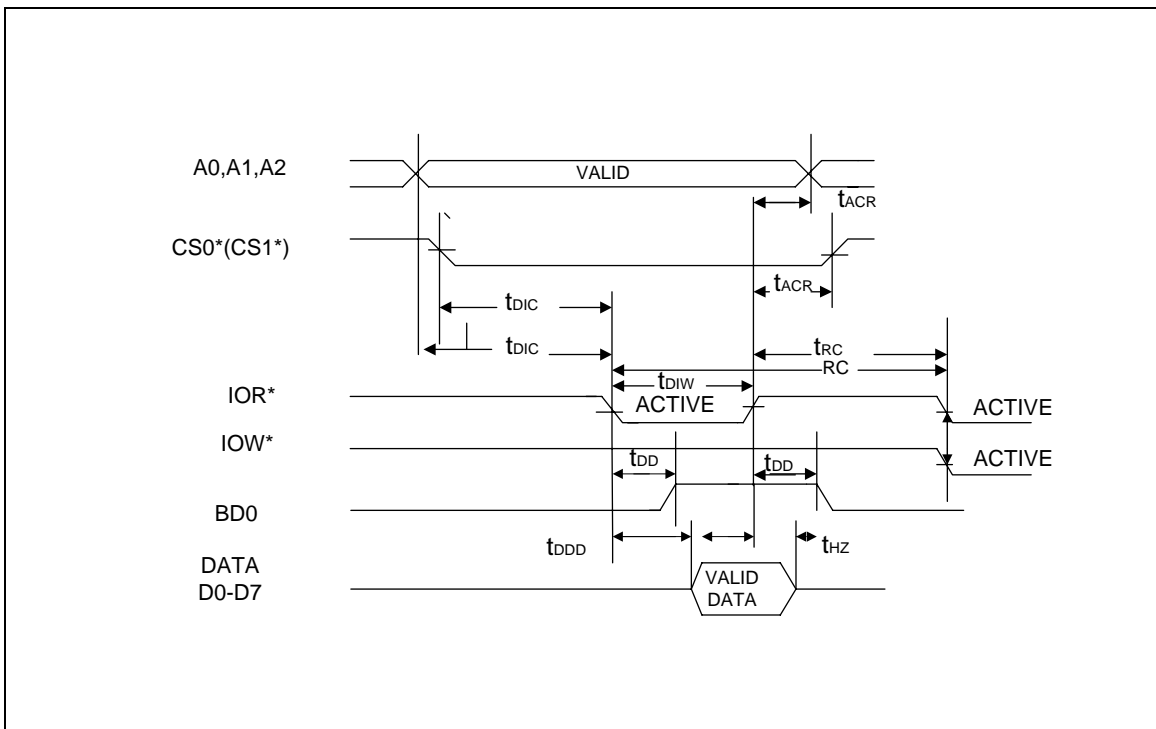 A0,A1,A2
VALID
tACR
CS0*(CS1*)
tACR
tDIC
tDIC
tRC
RC
tDIW
IOR*
ACTIVE
ACTIVE
IOW*
tDD
tDD
ACTIVE
BD0
tDDD
tHZ
DATA
D0-D7
VALID
DATA